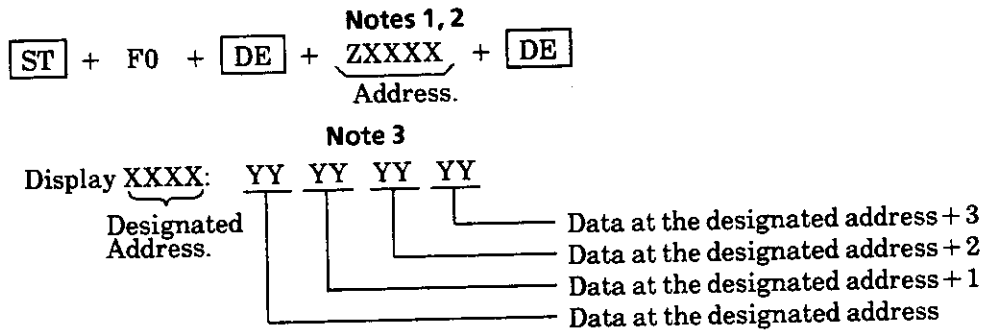 Notes 1, 2
ST + F0 + DE + ZXXXX + DE
Address.
Note 3
Display XXXX: YY YY YY YY
Designated
Address.
Data at the designated address + 3
Data at the designated address + 2
Data at the designated address + 1
Data at the designated address